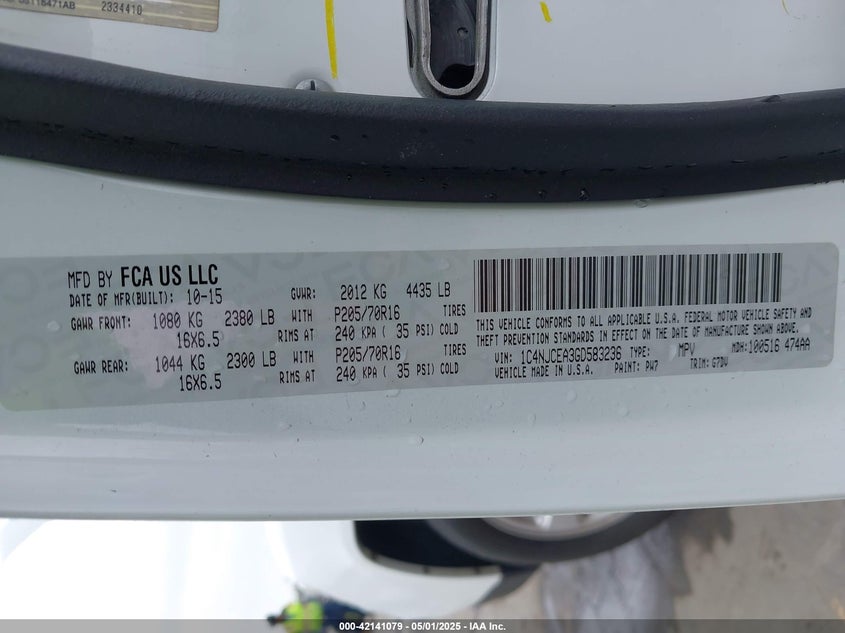 2334410
MFD BY FCA US LLC
DATE OF MFR(BUILT): 10-15 GVWR: 2012 KG 4435 LB
GAWR FRONT: 1080 KG 2380 LB WITH P205/70R16 TIRES
16X6.5 RIMS AT 240 KPA ( 35 PSI) COLD
GAWR REAR: 1044 KG 2300 LB WITH P205/70R16 TIRES
16X6.5 RIMS AT 240 KPA ( 35 PSI) COLD
THIS VEHICLE CONFORMS TO ALL APPLICABLE U.S.A. FEDERAL MOTOR VEHICLE SAFETY AND
THEFT PREVENTION STANDARDS IN EFFECT ON THE DATE OF MANUFACTURE SHOWN ABOVE.
VIN: 1C4NJCEA3GD583236 TYPE: MPV MDH: 100516 474AA
VEHICLE MADE IN U.S.A. PAINT: PW7 TRIM: G7DW
000-42141079 - 05/01/2025 - IAA Inc.